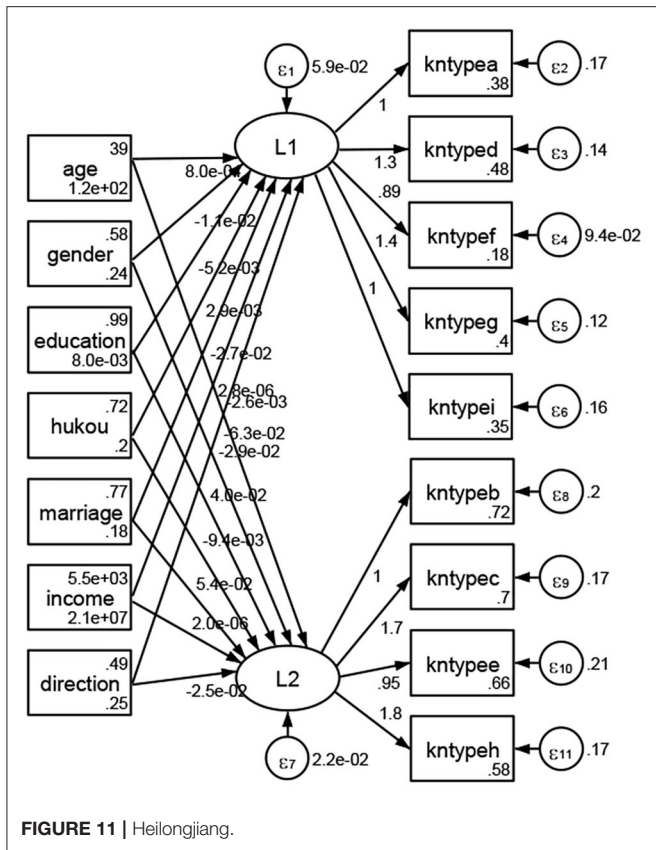 ε1 5.9e-02
L1
39
age
1.2e+02
.58
gender
.24
.99
education
8.0e-03
.72
hukou
.2
.77
marriage
.18
5.5e+03
income
2.1e+07
.49
direction
.25
-1.1e-02
-5.2e-03
2.9e-03
-2.7e-02
2.8e-06
-2.6e-03
-6.3e-02
-2.9e-02
4.0e-02
-9.4e-03
5.4e-02
2.0e-06
-2.5e-02
L2
ε7 2.2e-02
1
1.3
.89
1.4
1
kntypea
.38
ε2 .17
kntyped
.48
ε3 .14
kntypef
.18
ε4 9.4e-02
kntypeg
.4
ε5 .12
kntypei
.35
ε6 .16
1
1.7
.95
1.8
kntypeb
.72
ε8 .2
kntypec
.7
ε9 .17
kntypee
.66
ε10 .21
kntypeh
.58
ε11 .17
FIGURE 11 | Heilongjiang.